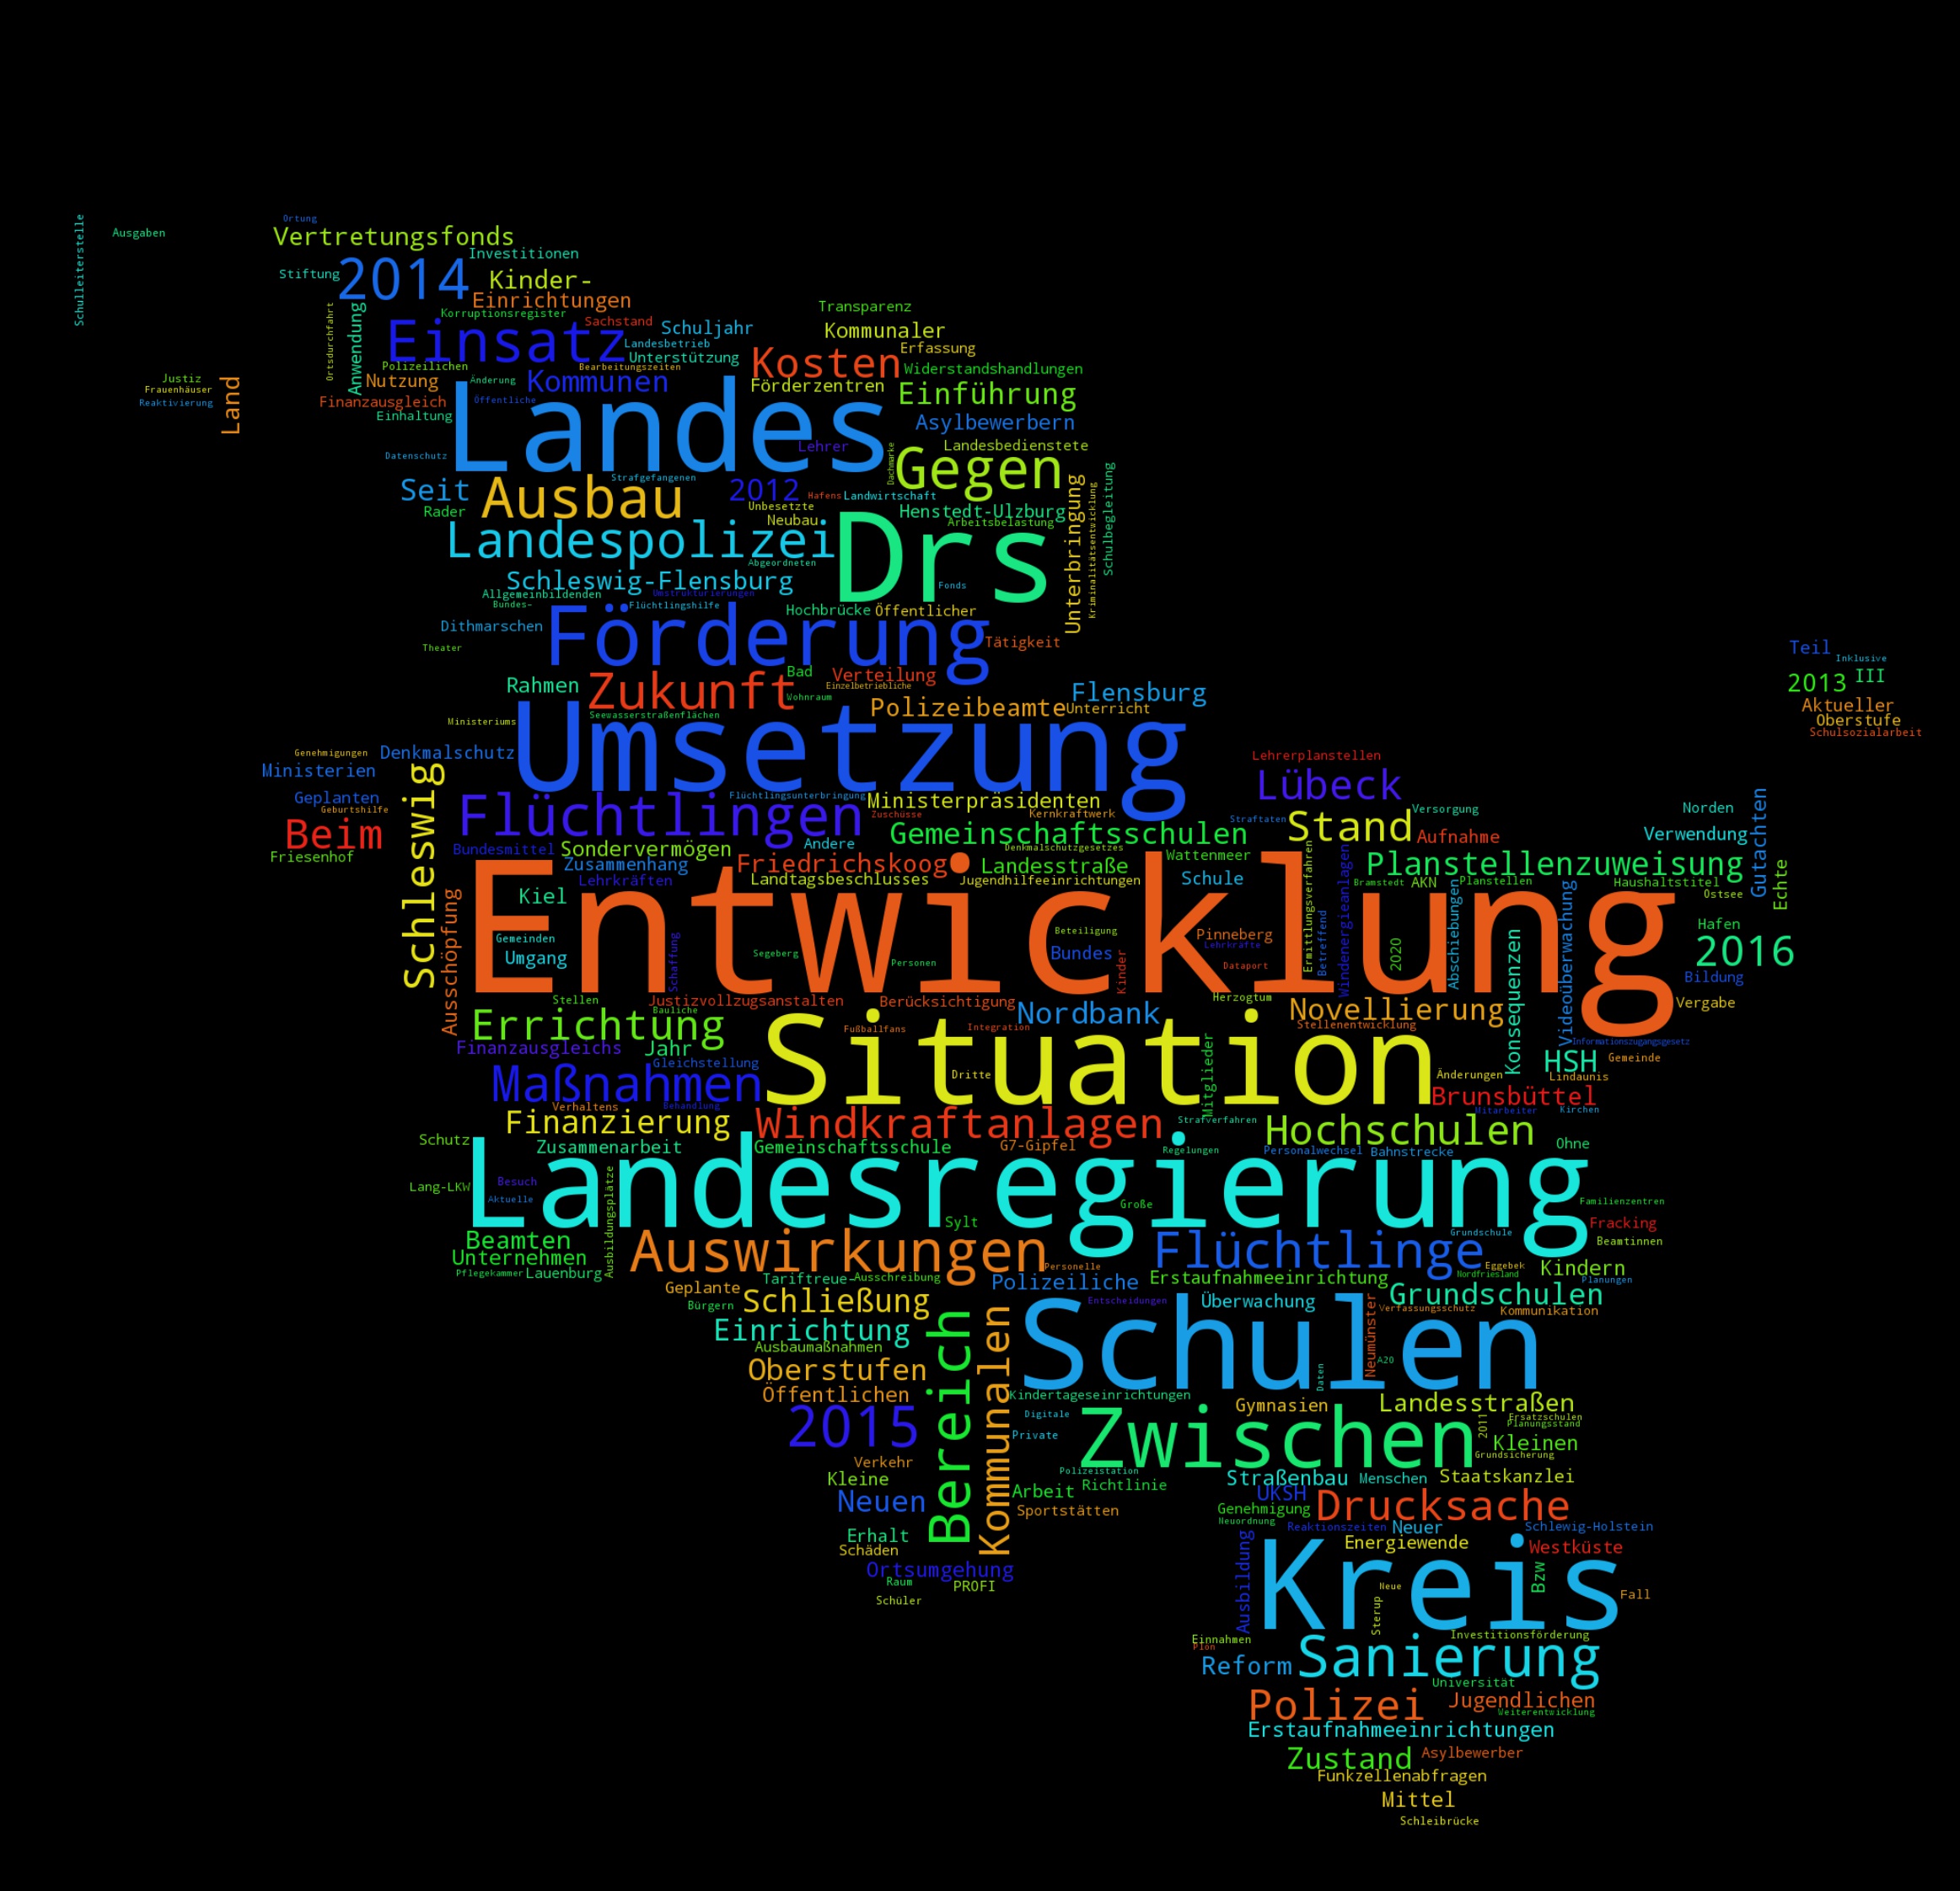 Ortung
Schulleiterstelle
Ausgaben
Vertretungsfonds
Investitionen
Stiftung
2014
Kinder-
Einrichtungen
Transparenz
Ortsdurchfahrt
Anwendung
Korruptionsregister
Sachstand
Schuljahr
Kommunaler
Einsatz
Landesbetrieb
Unterstützung
Kosten
Erfassung
Polizeilichen
Bearbeitungszeiten
Widerstandshandlungen
Justiz
Frauenhäuser
Reaktivierung
Land
Nutzung
Änderung
Kommunen
Förderzentren
Einführung
Finanzausgleich
Einhaltung
Öffentliche
Landes
Asylbewerbern
Lehrer
Landesbedienstete
Datenschutz
Dachmarke
Gegen
Strafgefangenen
Seit
Ausbau
2012
Hafens
Landwirtschaft
Rader
Unbesetzte
Neubau
Henstedt-Ulzburg
Arbeitsbelastung
Unterbringung
Kriminalitätsentwicklung
Schulbegleitung
Landespolizei
Drs
Abgeordneten
Schleswig-Flensburg
Fonds
Allgemeinbildenden
Umstrukturierungen
Bundes-
Flüchtlingshilfe
Hochbrücke
Öffentlicher
Dithmarschen
Förderung
Tätigkeit
Theater
Teil
Inklusive
2013
III
Aktueller
Oberstufe
Schulsozialarbeit
Bad
Verteilung
Rahmen
Zukunft
Einzelbetriebliche
Wohnraum
Flensburg
Polizeibeamte
Unterricht
Ministeriums
Seewasserstraßenflächen
Umsetzung
Genehmigungen
Denkmalschutz
Ministerien
Lehrerplanstellen
Lübeck
Geplanten
Geburtshilfe
Beim
Friesenhof
Schleswig
Flüchtlingen
Flüchtlingsunterbringung
Ministerpräsidenten
Zuschüsse
Kernkraftwerk
Straftaten
Stand
Versorgung
Norden
Gutachten
Verwendung
Aufnahme
Gemeinschaftsschulen
Bundesmittel
Sondervermögen
Andere
Denkmalschutzgesetzes
Zusammenhang
Friedrichskoog
Landesstraße
Wattenmeer
Planstellenzuweisung
Lehrkräften
Landtagsbeschlusses
Jugendhilfeeinrichtungen
Schule
Ermittlungsverfahren
Windenergieanlagen
Bramstedt
AKN
Planstellen
Haushaltstitel
Ostsee
Echte
Ausschöpfung
Kiel
Entwicklung
Gemeinden
Umgang
Schaffung
Segeberg
Personen
Beteiligung
Bundes
Kinder
Pinneberg
Lehrkräfte
Dataport
Betreffend
2020
Abschiebungen
Konsequenzen
Videoüberwachung
Hafen
2016
Bildung
Vergabe
Stellen
Justizvollzugsanstalten
Berücksichtigung
Herzogtum
Bauliche
Errichtung
Nordbank
Novellierung
Fußballfans
Integration
Stellenentwicklung
Situation
Finanzausgleichs
Jahr
Gleichstellung
Informationszugangsgesetz
HSH
Gemeinde
Maßnahmen
Dritte
Mitglieder
Änderungen
Lindaunis
Brunsbüttel
Verhaltens
Behandlung
Mitarbeiter
Kirchen
Finanzierung
Windkraftanlagen
Strafverfahren
Hochschulen
Schutz
Zusammenarbeit
Gemeinschaftsschule
G7-Gipfel
Regelungen
Personalwechsel
Bahnstrecke
Ohne
Landesregierung
Lang-LKW
Besuch
Aktuelle
Ausbildungsplätze
Große
Familienzentren
Sylt
Fracking
Beamten
Auswirkungen
Flüchtlinge
Grundschule
Beamtinnen
Unternehmen
Personelle
Eggebek
Pflegekammer
Lauenburg
Tariftreue-
Ausschreibung
Polizeiliche
Erstaufnahmeeinrichtung
Nordfriesland
Kindern
Planungen
Geplante
Schließung
Bürgern
Entscheidungen
Überwachung
Grundschulen
Verfassungsschutz
Kommunikation
Einrichtung
Bereich
Kommunalen
Schulen
Neumünster
Ausbaumaßnahmen
A20
Oberstufen
Daten
Öffentlichen
Kindertageseinrichtungen
Gymnasien
Landesstraßen
2015
Digitale
Zwischen
2011
Ersatzschulen
Planungsstand
Private
Kleinen
Grundsicherung
Verkehr
Polizeistation
Kleine
Straßenbau
Menschen
Staatskanzlei
Arbeit
Richtlinie
UKSH
Neuen
Sportstätten
Genehmigung
Drucksache
Neuordnung
Reaktionszeiten
Neuer
Schlewig-Holstein
Erhalt
Schäden
Energiewende
Westküste
Ortsumgehung
Ausbildung
Kreis
Raum
PROFI
Neue
Bzw
Fall
Schüler
Sterup
Einnahmen
Plön
Investitionsförderung
Reform
Sanierung
Universität
Polizei
Jugendlichen
Weiterentwicklung
Erstaufnahmeeinrichtungen
Zustand
Asylbewerber
Funkzellenabfragen
Mittel
Schleibrücke